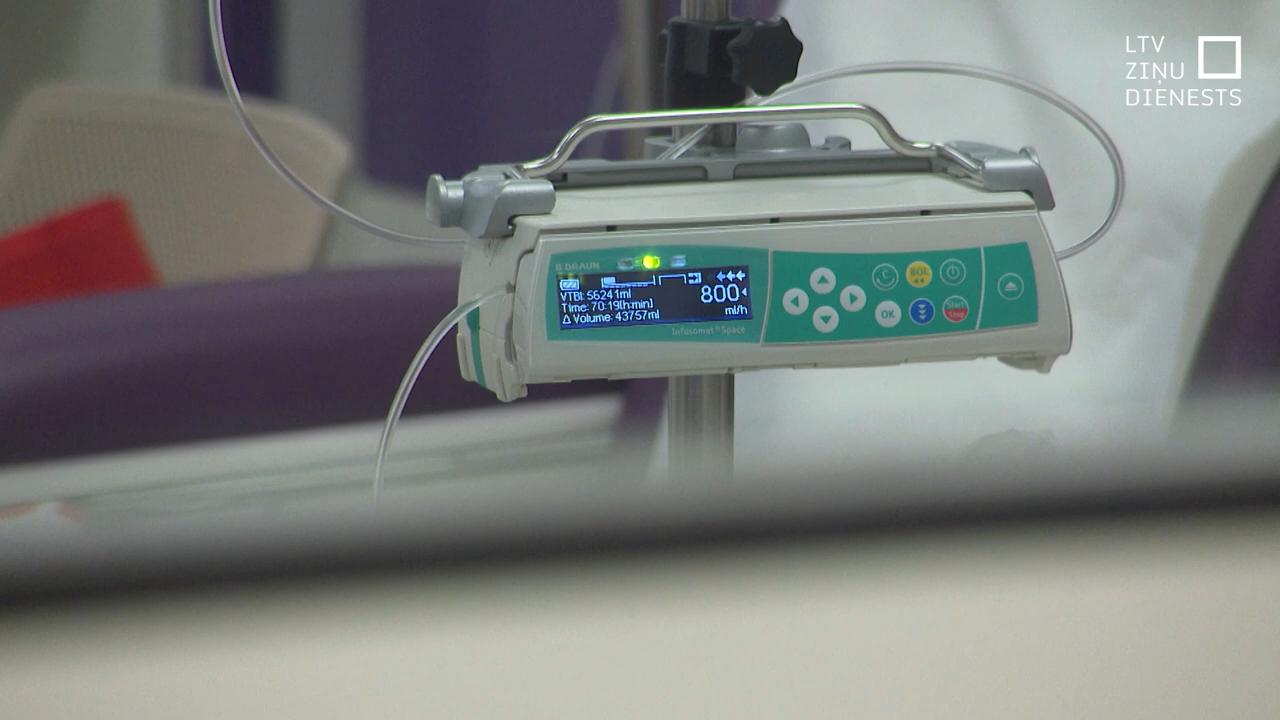 LTV
ZIŅU
DIENESTS
B BRAUN
VTBI: 56241ml
Time: 70:19[h:min]
Δ Volume: 43757ml
800
ml/h
Infusomat® Space
C
BOL
OK
Start
Stop